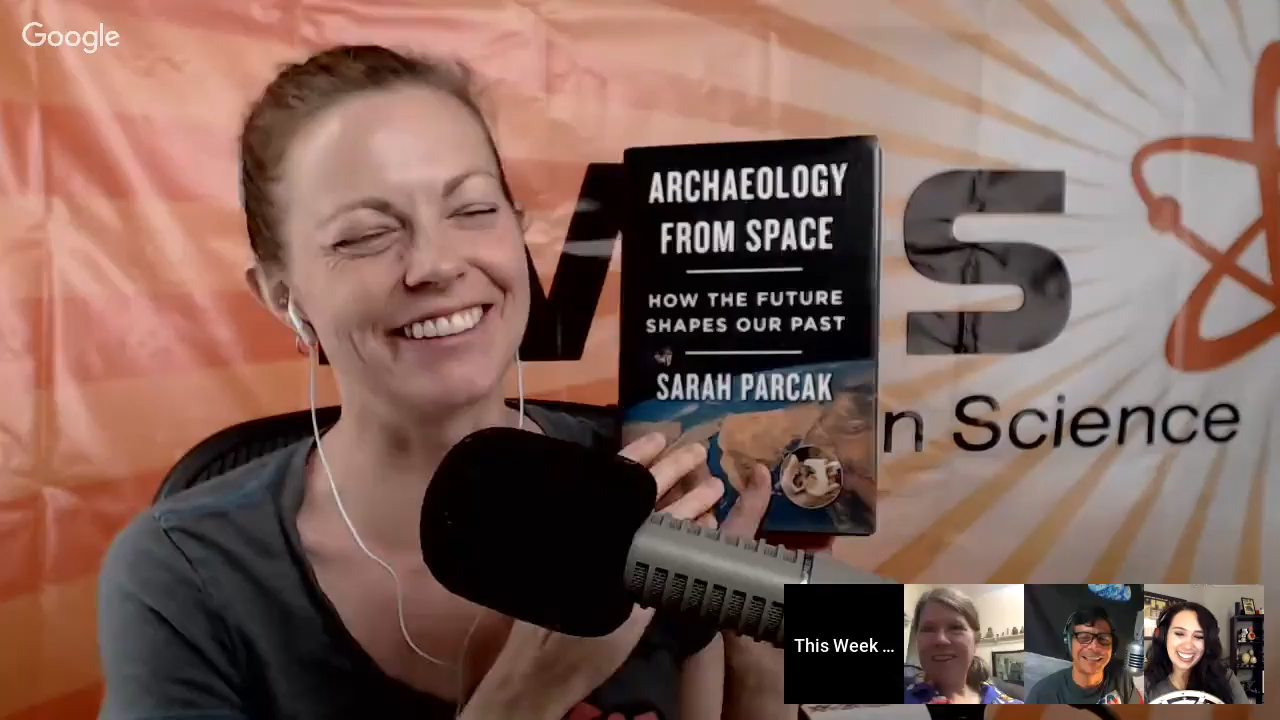 Google
ARCHAEOLOGY
FROM SPACE
HOW THE FUTURE
SHAPES OUR PAST
SARAH PARCAK
W S
n Science
This Week ...